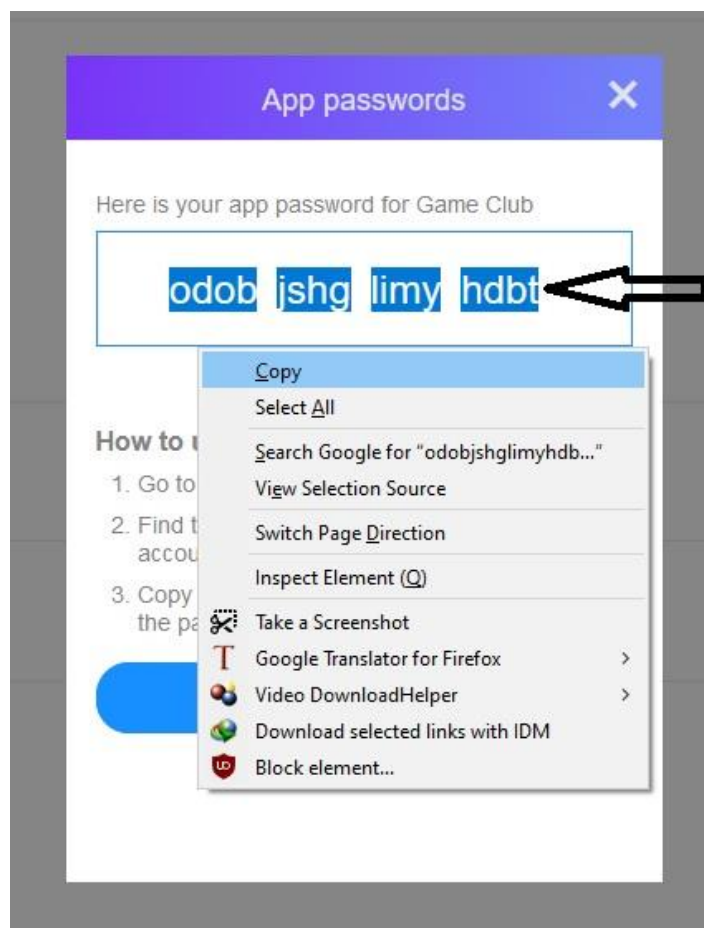 App passwords
Here is your app password for Game Club
odob jshg limy hdbt
Copy
Select All
How to
Search Google for “odobjshglimyhdb...”
1. Go to
View Selection Source
2. Find
accou
Switch Page Direction
Inspect Element (Q)
3. Copy
the
Take a Screenshot
Google Translator for Firefox
Video DownloadHelper
Download selected links with IDM
Block element...